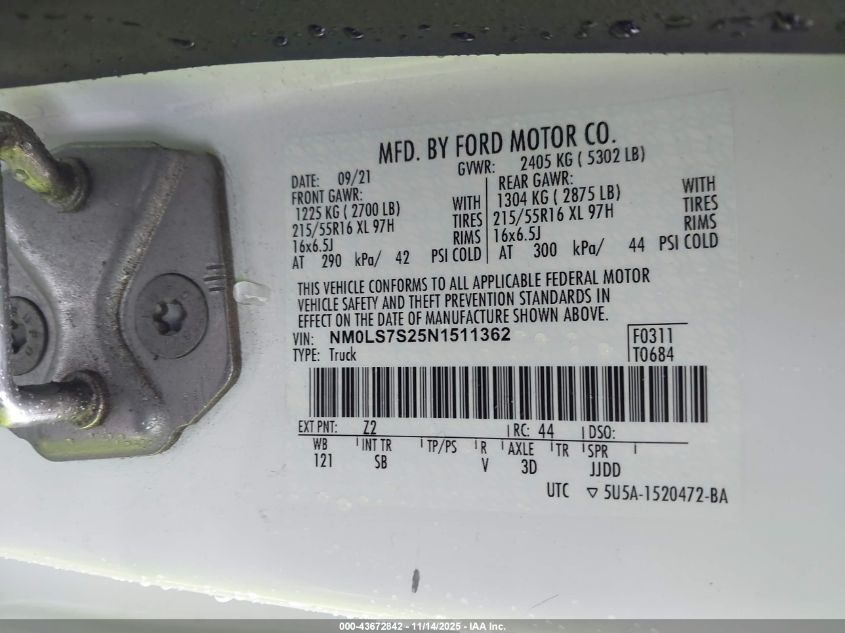 MFD. BY FORD MOTOR CO.
DATE: 09/21 GVWR: 2405 KG ( 5302 LB)
FRONT GAWR: 1225 KG ( 2700 LB) WITH
215/55R16 XL 97H TIRES
16x6.5J RIMS
AT 290 kPa/ 42 PSI COLD
REAR GAWR: 1304 KG ( 2875 LB) WITH
215/55R16 XL 97H TIRES
16x6.5J RIMS
AT 300 kPa/ 44 PSI COLD
THIS VEHICLE CONFORMS TO ALL APPLICABLE FEDERAL MOTOR
VEHICLE SAFETY AND THEFT PREVENTION STANDARDS IN
EFFECT ON THE DATE OF MANUFACTURE SHOWN ABOVE.
VIN: NM0LS7S25N1511362 F0311
TYPE: Truck T0684
EXT PNT: Z2 RC: 44 DSO:
WB INT TR TP/PS R AXLE TR SPR
121 SB V 3D JJDD
UTC ▽ 5U5A-1520472-BA
000-43672842 - 11/14/2025 - IAA Inc.